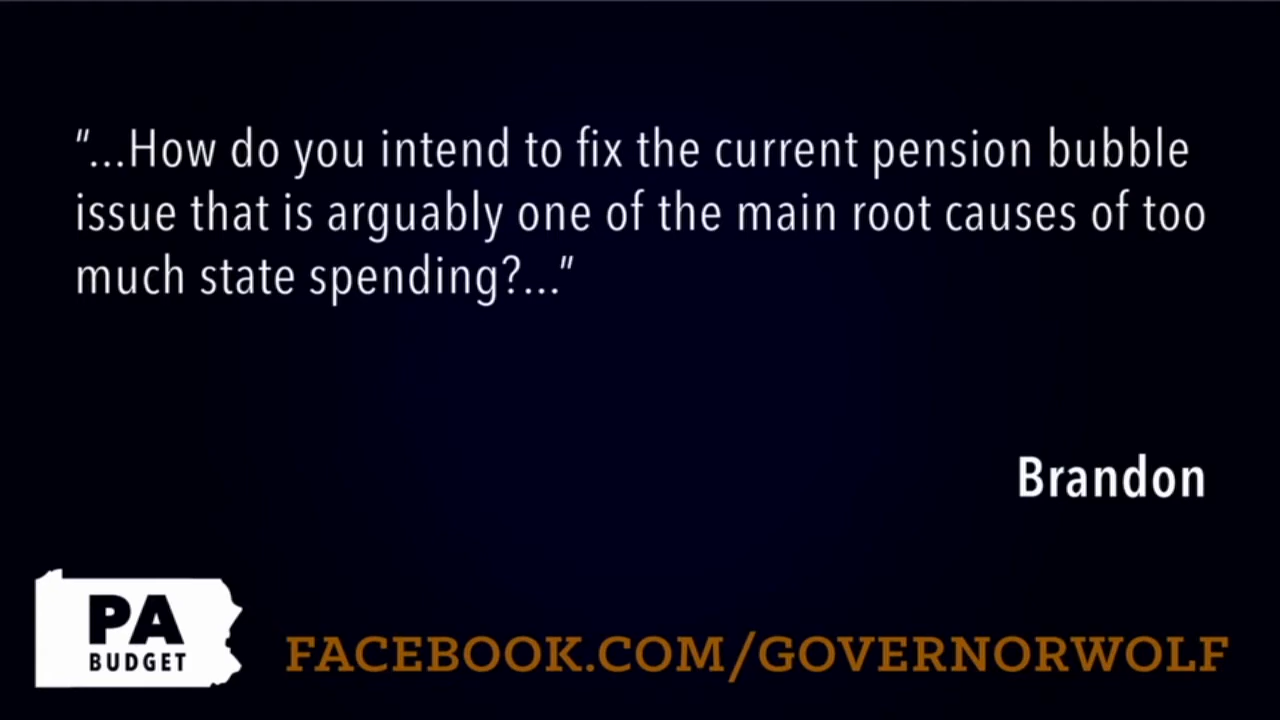 “...How do you intend to fix the current pension bubble
issue that is arguably one of the main root causes of too
much state spending?...”
Brandon
PA
BUDGET
FACEBOOK.COM/GOVERNORWOLF